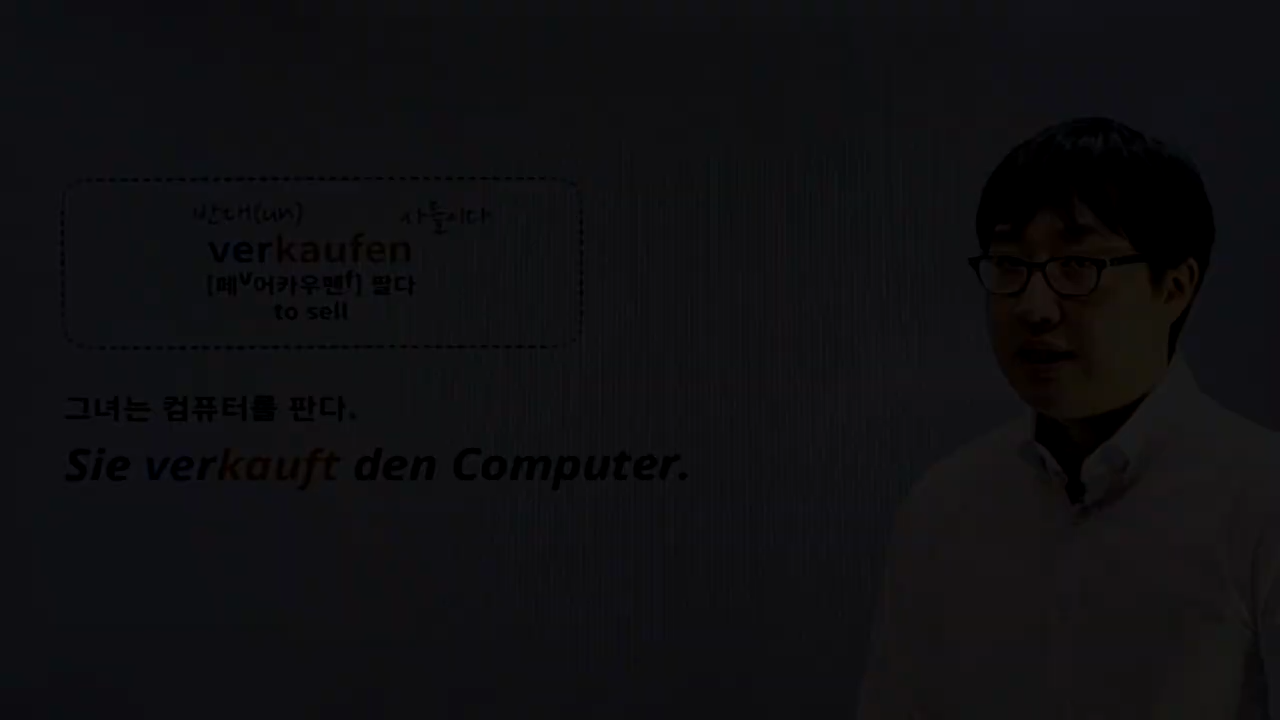 반대(un) 사들이다
verkaufen
[페ᵛ어카우펜ᶠ] 팔다
to sell
그녀는 컴퓨터를 판다.
Sie verkauft den Computer.